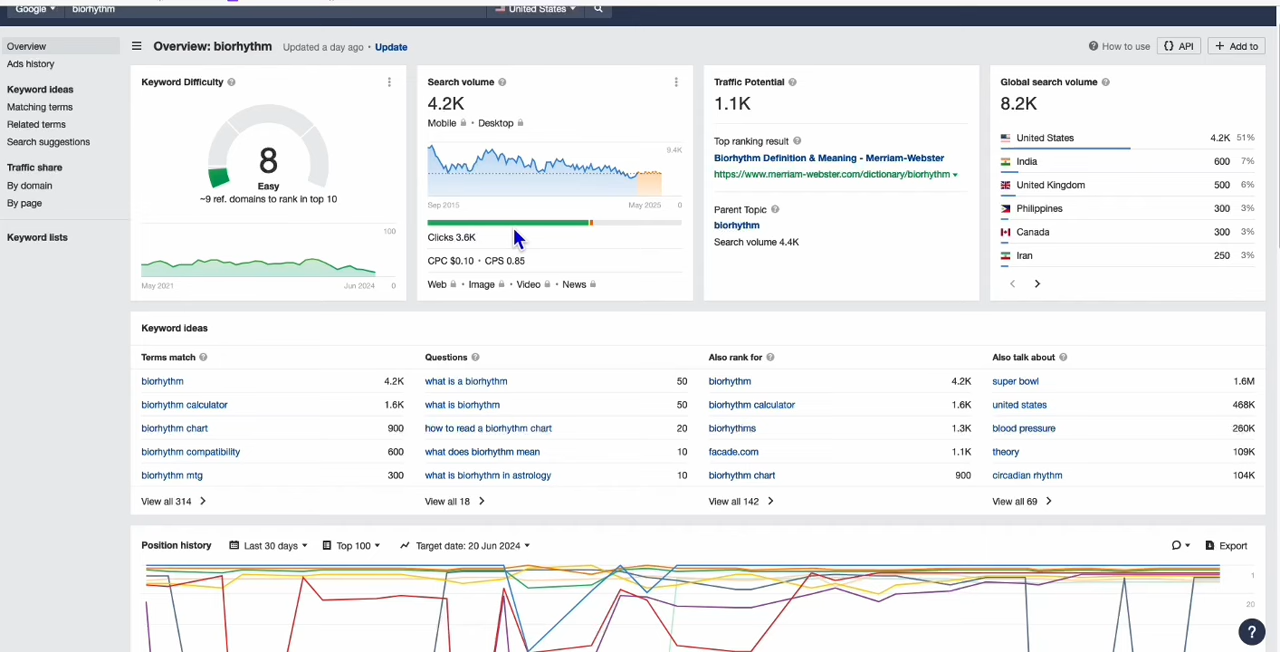 Google biorhythm United States
Overview
Ads history
Keyword ideas
Matching terms
Related terms
Search suggestions
Traffic share
By domain
By page
Keyword lists
Overview: biorhythm Updated a day ago • Update
How to use API + Add to
Keyword Difficulty
8
Easy
~9 ref. domains to rank in top 10
100
May 2021 Jun 2024 0
Search volume
4.2K
Mobile • Desktop
9.4K
Sep 2015 May 2025 0
Clicks 3.6K
CPC $0.10 • CPS 0.85
Web • Image • Video • News
Traffic Potential
1.1K
Top ranking result
Biorhythm Definition & Meaning - Merriam-Webster
https://www.merriam-webster.com/dictionary/biorhythm
Parent Topic
biorhythm
Search volume 4.4K
Global search volume
8.2K
United States 4.2K 51%
India 600 7%
United Kingdom 500 6%
Philippines 300 3%
Canada 300 3%
Iran 250 3%
Keyword ideas
Terms match
biorhythm 4.2K
biorhythm calculator 1.6K
biorhythm chart 900
biorhythm compatibility 600
biorhythm mtg 300
View all 314
Questions
what is a biorhythm 50
what is biorhythm 50
how to read a biorhythm chart 20
what does biorhythm mean 10
what is biorhythm in astrology 10
View all 18
Also rank for
biorhythm 4.2K
biorhythm calculator 1.6K
biorhythms 1.3K
facade.com 1.1K
biorhythm chart 900
View all 142
Also talk about
super bowl 1.6M
united states 468K
blood pressure 260K
theory 109K
circadian rhythm 104K
View all 69
Position history Last 30 days Top 100 Target date: 20 Jun 2024 Export
1
20
?